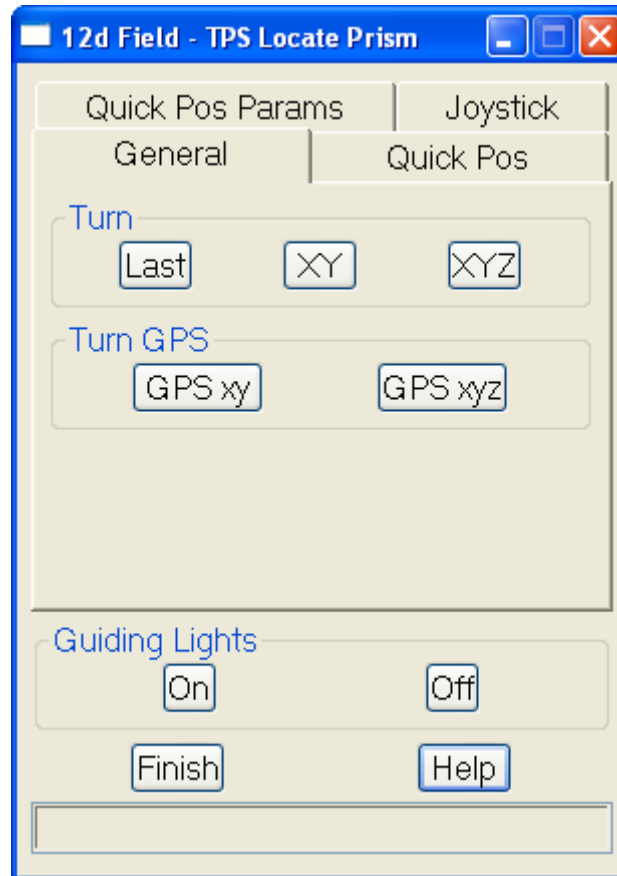 12d Field - TPS Locate Prism
Quick Pos Params Joystick
General Quick Pos
Turn
Last XY XYZ
Turn GPS
GPS xy GPS xyz
Guiding Lights
On Off
Finish Help